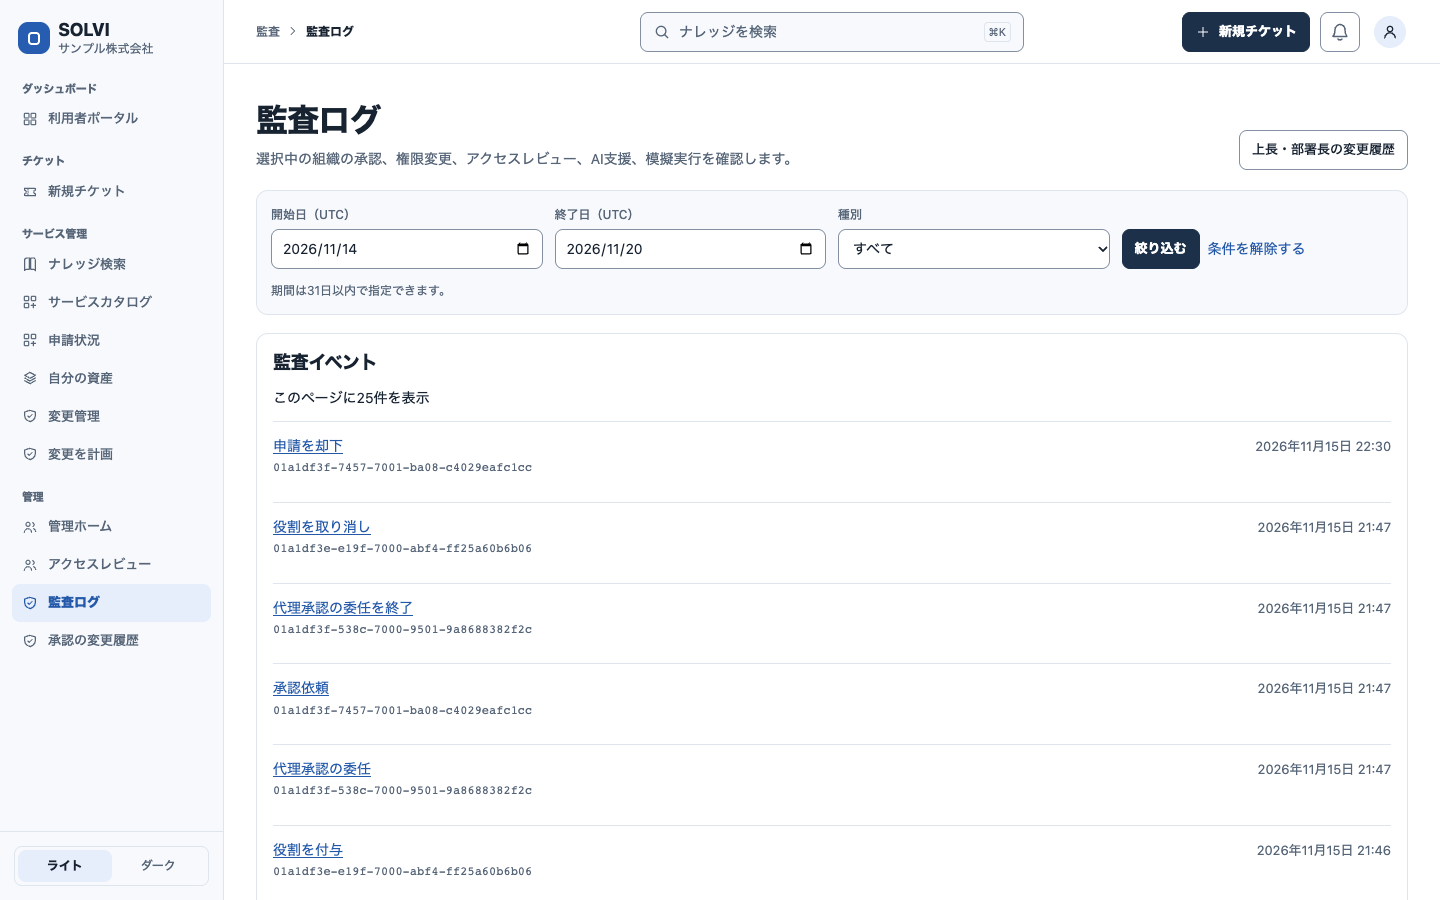 SOLVI
サンプル株式会社
ダッシュボード
利用者ポータル
チケット
新規チケット
サービス管理
ナレッジ検索
サービスカタログ
申請状況
自分の資産
変更管理
変更を計画
管理
管理ホーム
アクセスレビュー
監査ログ
承認の変更履歴
ライト
ダーク
監査 > 監査ログ
ナレッジを検索 ⌘K
+ 新規チケット
監査ログ
選択中の組織の承認、権限変更、アクセスレビュー、AI支援、模擬実行を確認します。
上長・部署長の変更履歴
開始日（UTC） 終了日（UTC） 種別
2026/11/14 2026/11/20 すべて 絞り込む 条件を解除する
期間は31日以内で指定できます。
監査イベント
このページに25件を表示
申請を却下 2026年11月15日 22:30
01a1df3f-7457-7001-ba08-c4029eafc1cc
役割を取り消し 2026年11月15日 21:47
01a1df3e-e19f-7000-abf4-ff25a60b6b06
代理承認の委任を終了 2026年11月15日 21:47
01a1df3f-538c-7000-9501-9a8688382f2c
承認依頼 2026年11月15日 21:47
01a1df3f-7457-7001-ba08-c4029eafc1cc
代理承認の委任 2026年11月15日 21:47
01a1df3f-538c-7000-9501-9a8688382f2c
役割を付与 2026年11月15日 21:46
01a1df3e-e19f-7000-abf4-ff25a60b6b06